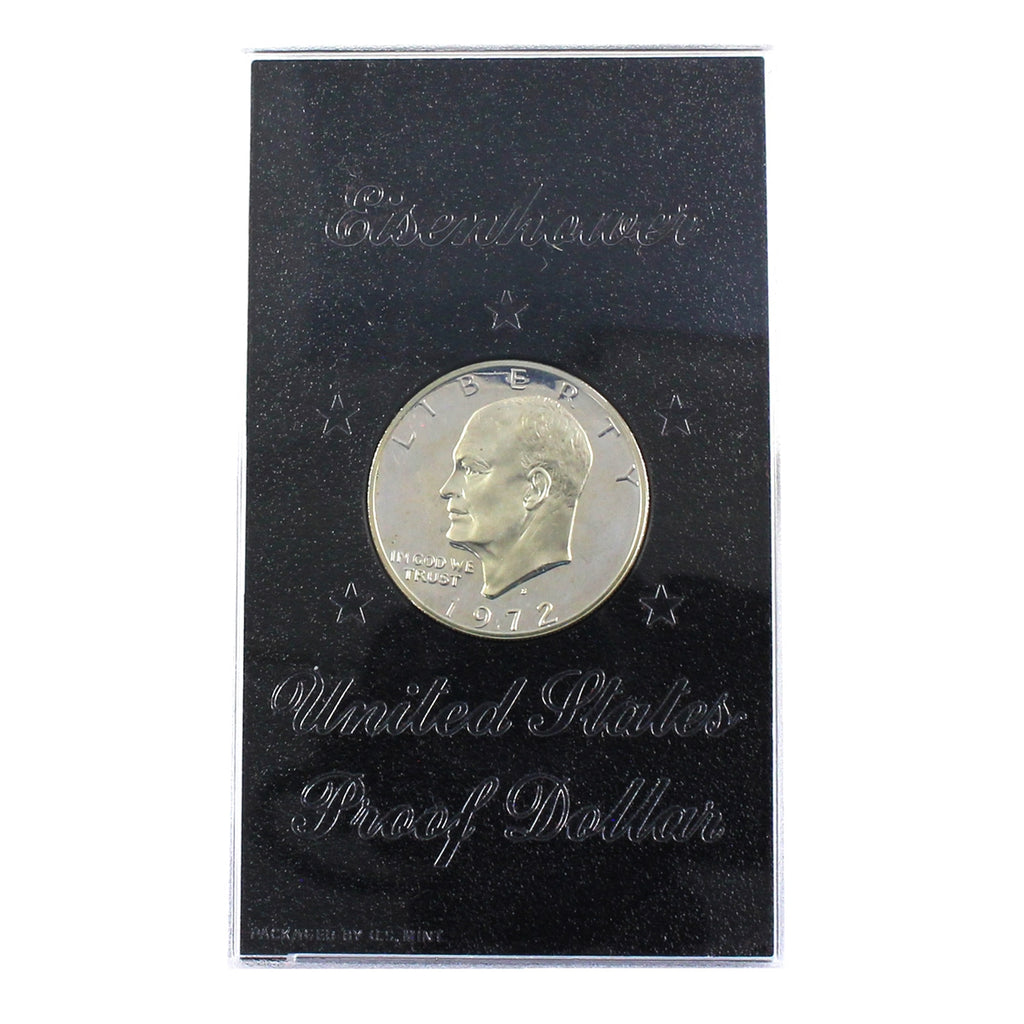 Eisenhower
LIBERTY
IN GOD WE
TRUST
S
1972
United States
Proof Dollar
PACKAGED BY U.S. MINT